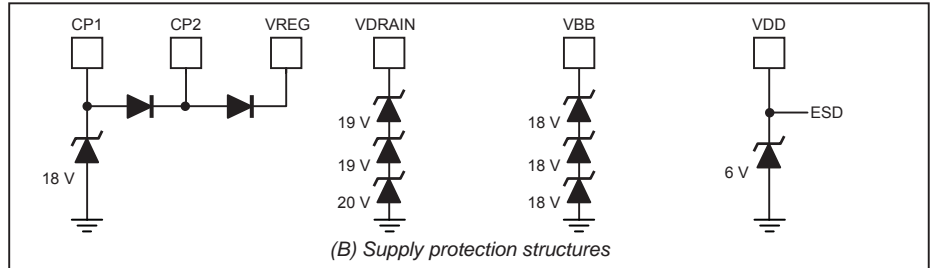 CP1 CP2 VREG VDRAIN VBB VDD
ESD
19 V 18 V
18 V 19 V 18 V 6 V
20 V 18 V
(B) Supply protection structures